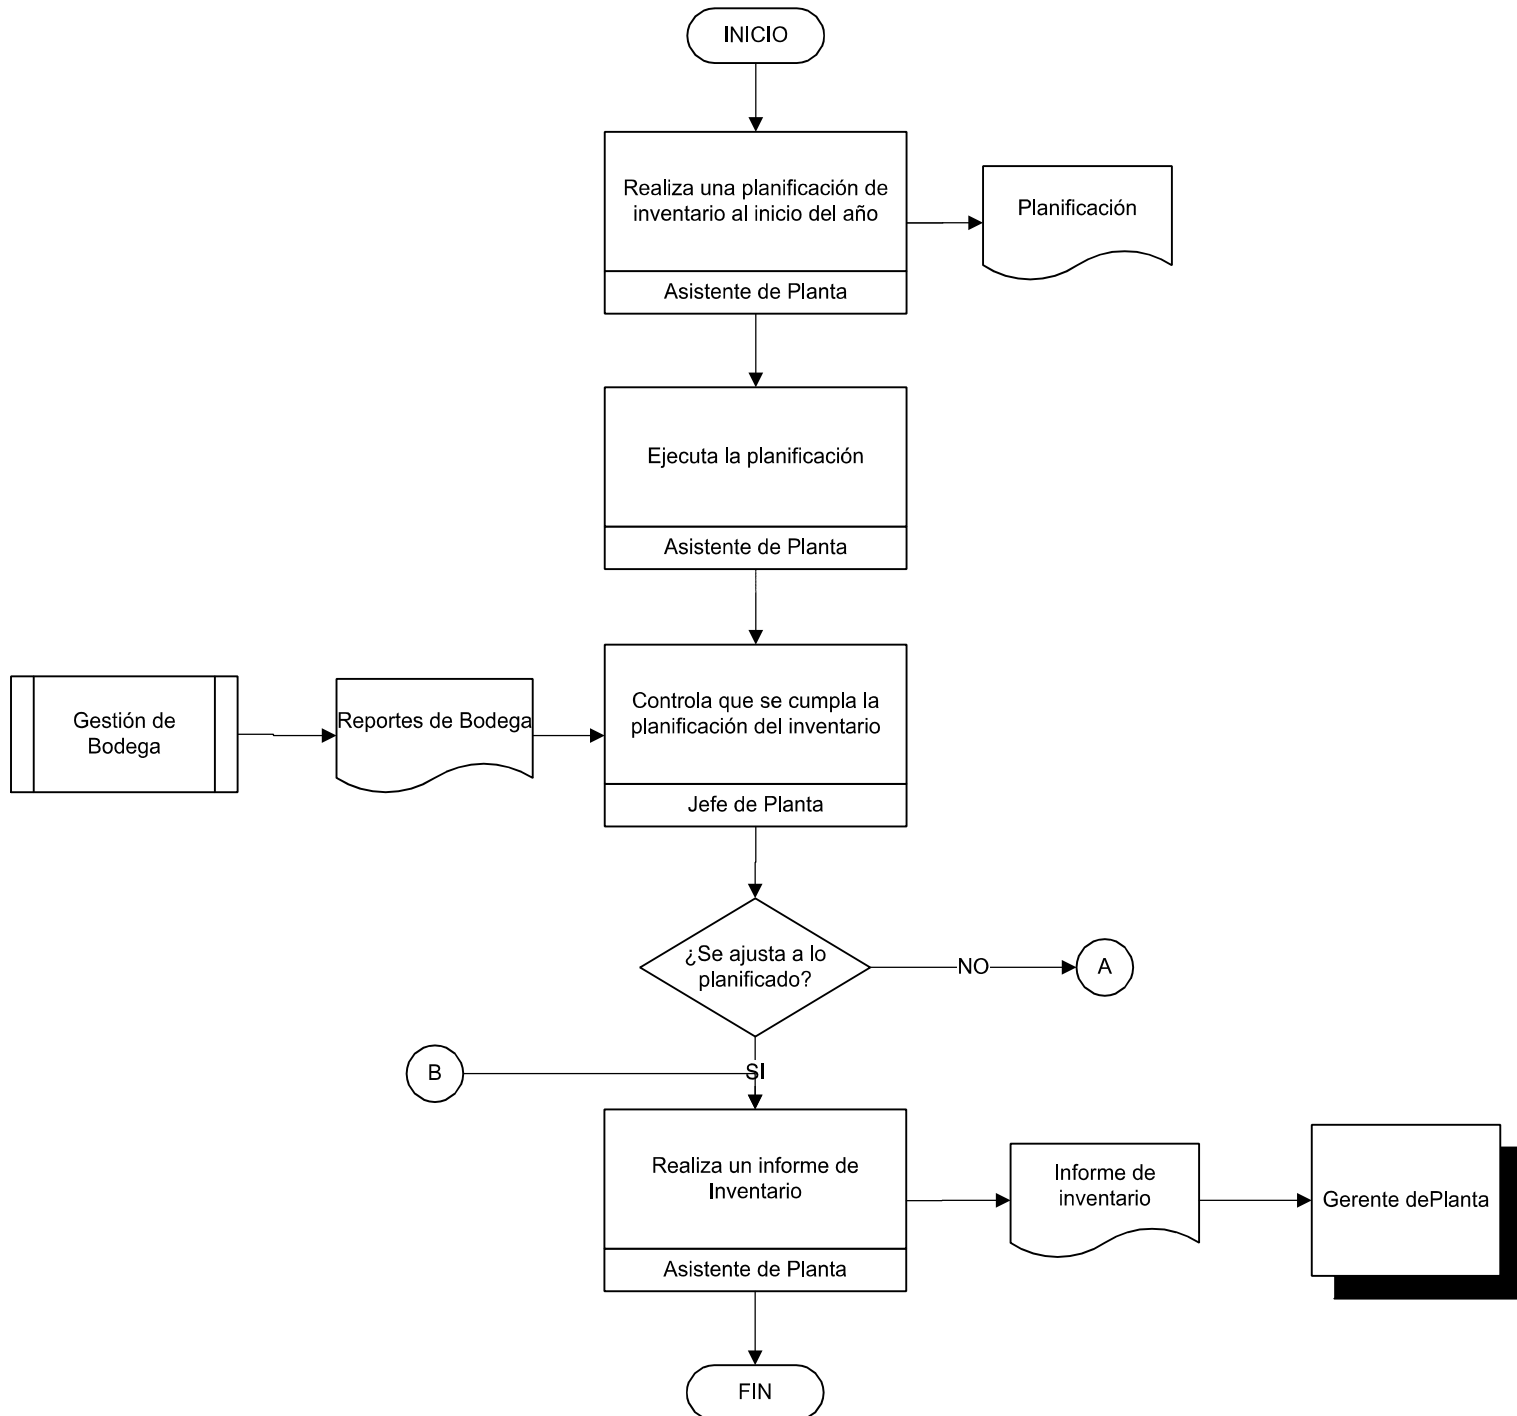 INICIO
Realiza una planificación de
inventario al inicio del año
Asistente de Planta
Planificación
Ejecuta la planificación
Asistente de Planta
Gestión de
Bodega
Reportes de Bodega
Controla que se cumpla la
planificación del inventario
Jefe de Planta
¿Se ajusta a lo
planificado?
NO
A
B
SI
Realiza un informe de
Inventario
Asistente de Planta
Informe de
inventario
Gerente dePlanta
FIN